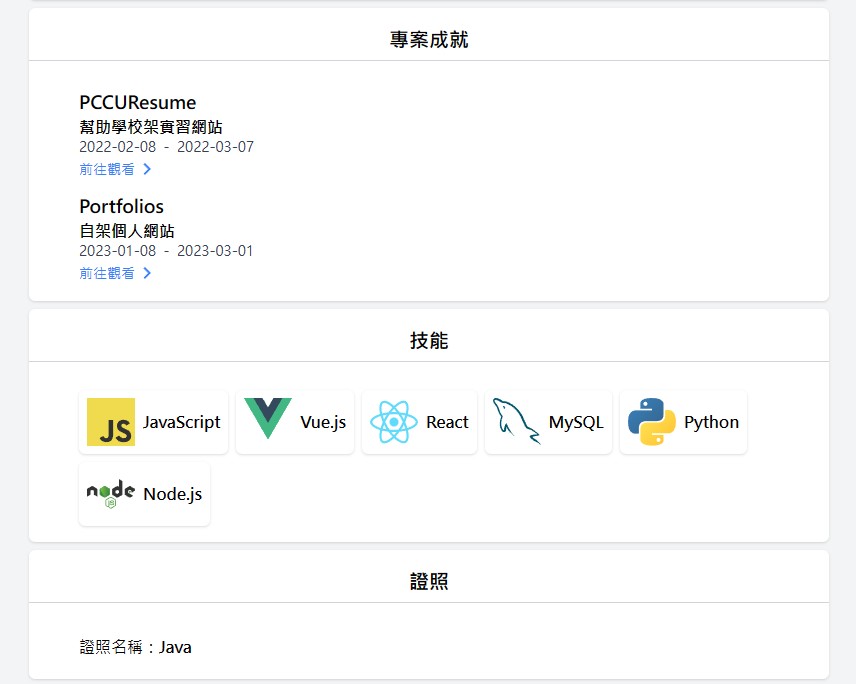 專案成就
PCCUResume
幫助學校架實習網站
2022-02-08 - 2022-03-07
前往觀看
Portfolios
自架個人網站
2023-01-08 - 2023-03-01
前往觀看
技能
JS JavaScript Vue.js React MySQL Python
node JS Node.js
證照
證照名稱：Java